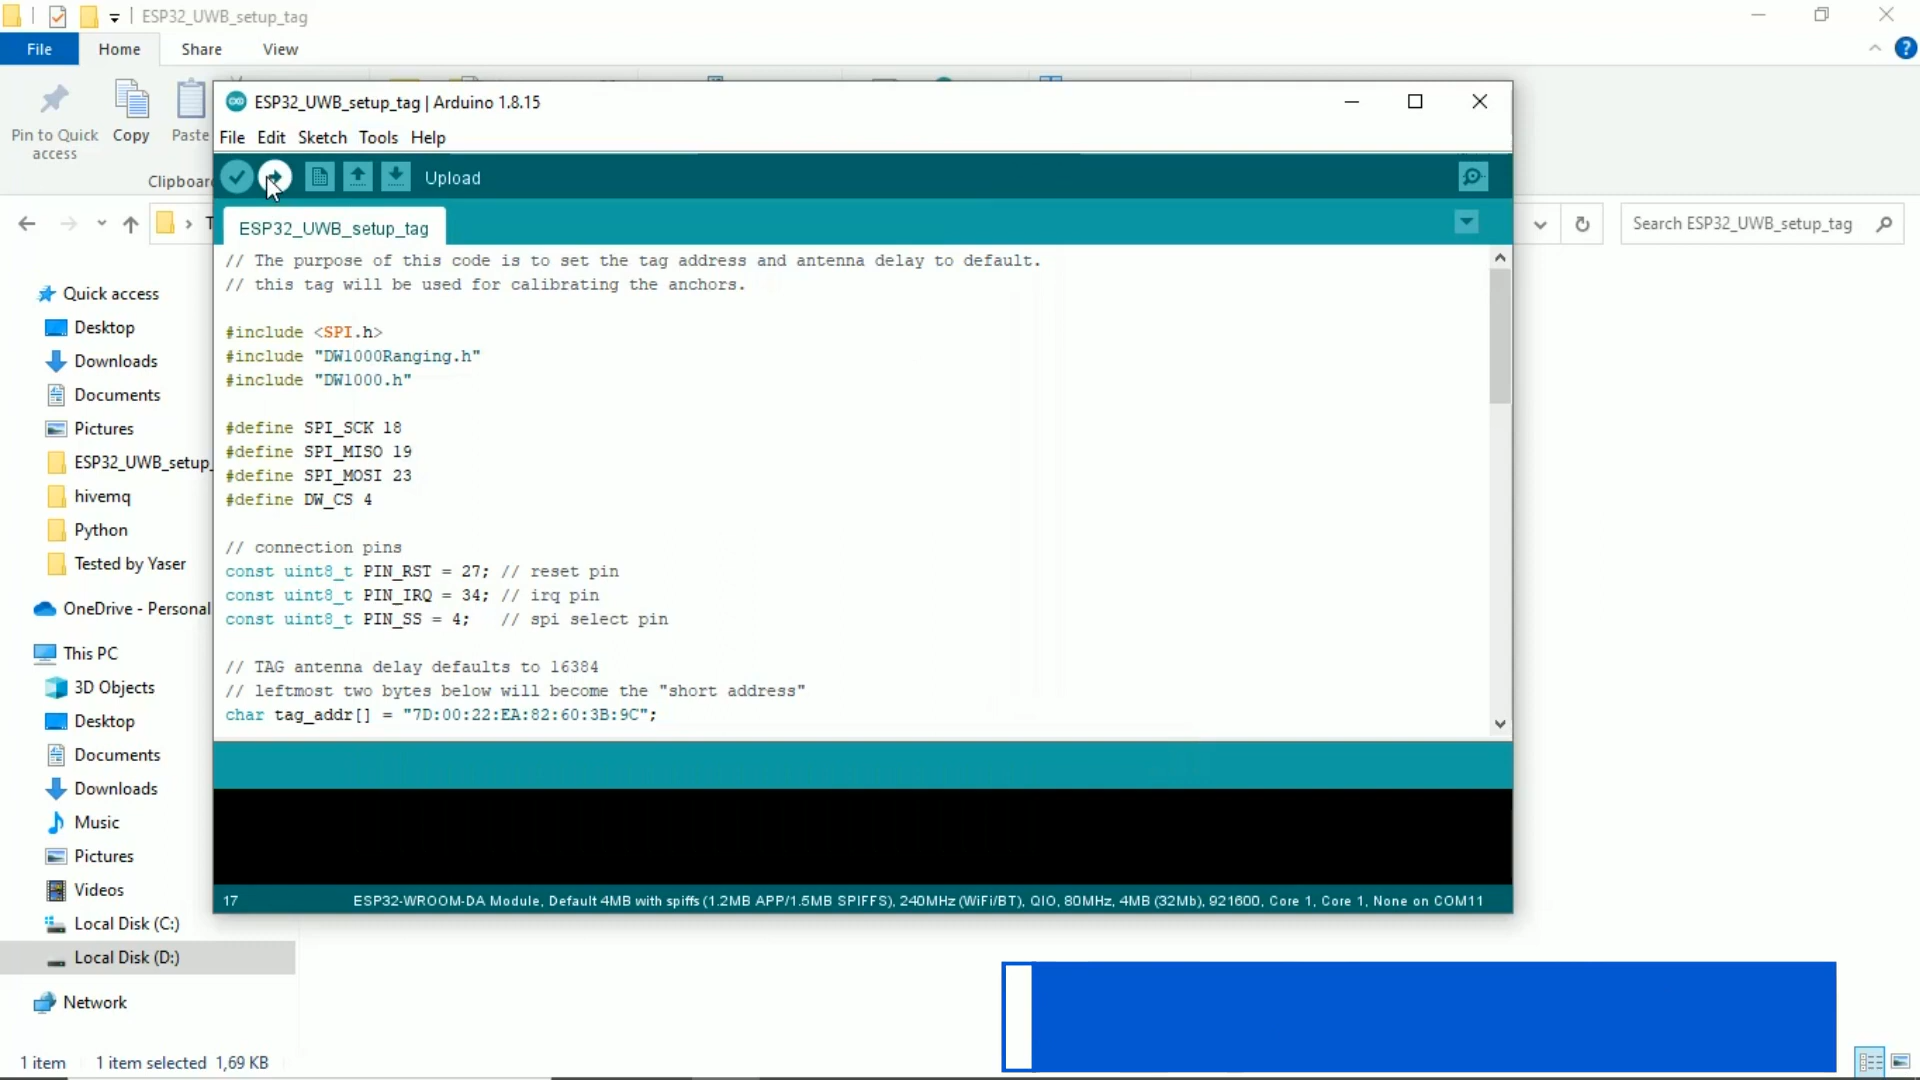 ESP32_UWB_setup_tag
File Home Share View
Pin to Quick access
Copy
Paste
Clipboar
T
Search ESP32_UWB_setup_tag
Quick access
Desktop
Downloads
Documents
Pictures
ESP32_UWB_setup_
hivemq
Python
Tested by Yaser
OneDrive - Personal
This PC
3D Objects
Desktop
Documents
Downloads
Music
Pictures
Videos
Local Disk (C:)
Local Disk (D:)
Network
1 item 1 item selected 1,69 KB
ESP32_UWB_setup_tag | Arduino 1.8.15
File Edit Sketch Tools Help
Upload
ESP32_UWB_setup_tag
// The purpose of this code is to set the tag address and antenna delay to default.
// this tag will be used for calibrating the anchors.
#include <SPI.h>
#include "DW1000Ranging.h"
#include "DW1000.h"
#define SPI_SCK 18
#define SPI_MISO 19
#define SPI_MOSI 23
#define DW_CS 4
// connection pins
const uint8_t PIN_RST = 27; // reset pin
const uint8_t PIN_IRQ = 34; // irq pin
const uint8_t PIN_SS = 4; // spi select pin
// TAG antenna delay defaults to 16384
// leftmost two bytes below will become the "short address"
char tag_addr[] = "7D:00:22:EA:82:60:3B:9C";
17 ESP32-WROOM-DA Module, Default 4MB with spiffs (1.2MB APP/1.5MB SPIFFS), 240MHz (WiFi/BT), QIO, 80MHz, 4MB (32Mb), 921600, Core 1, Core 1, None on COM11